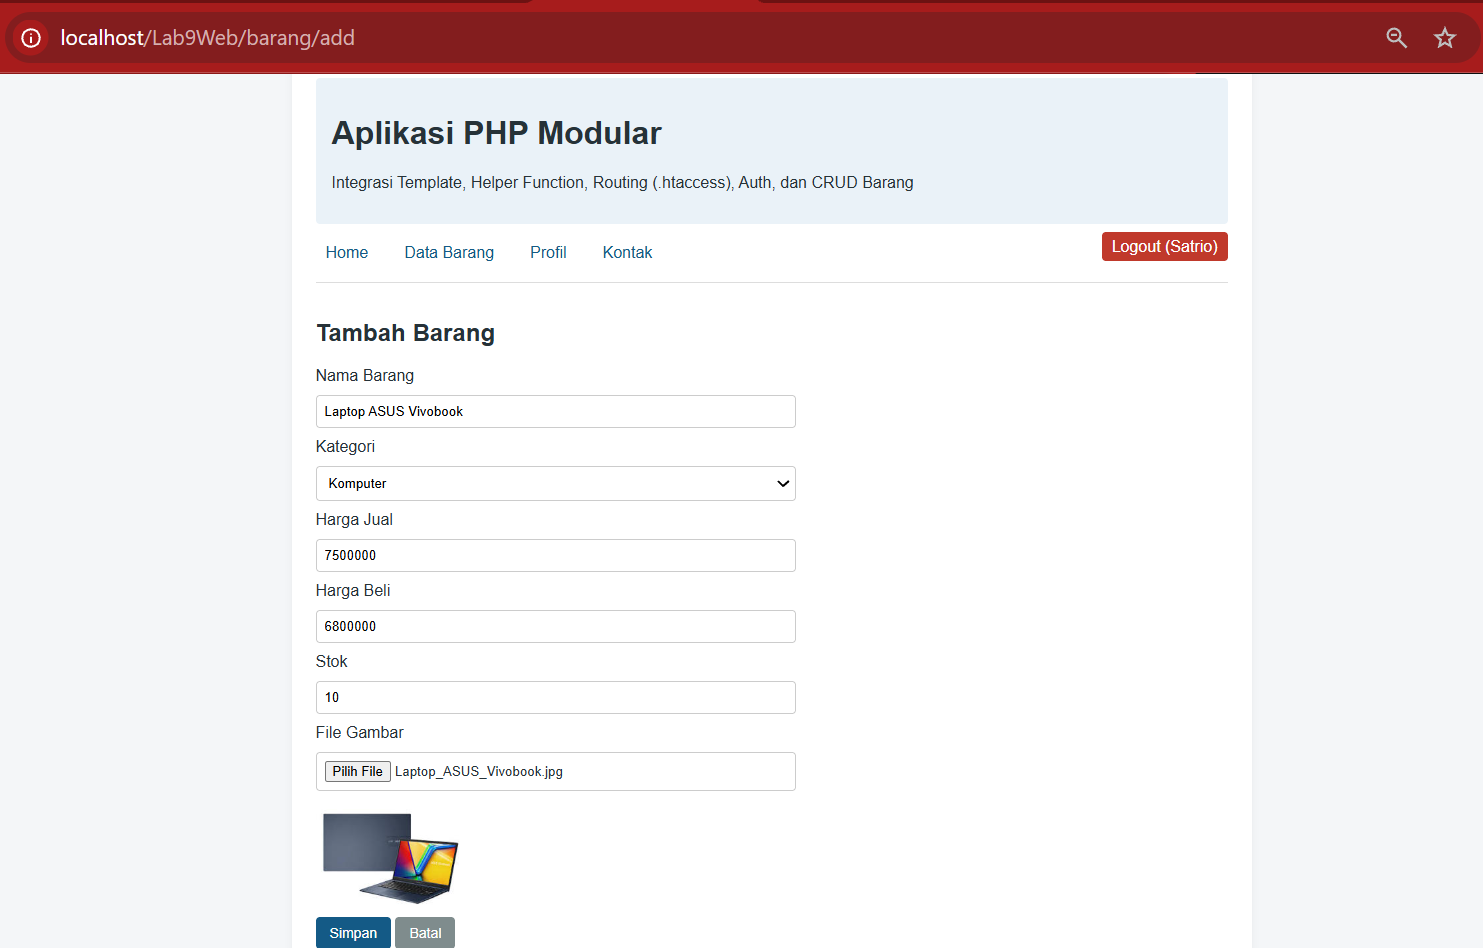 localhost/Lab9Web/barang/add
Aplikasi PHP Modular
Integrasi Template, Helper Function, Routing (.htaccess), Auth, dan CRUD Barang
Home Data Barang Profil Kontak Logout (Satrio)
Tambah Barang
Nama Barang
Laptop ASUS Vivobook
Kategori
Komputer
Harga Jual
7500000
Harga Beli
6800000
Stok
10
File Gambar
Pilih File Laptop_ASUS_Vivobook.jpg
Simpan Batal